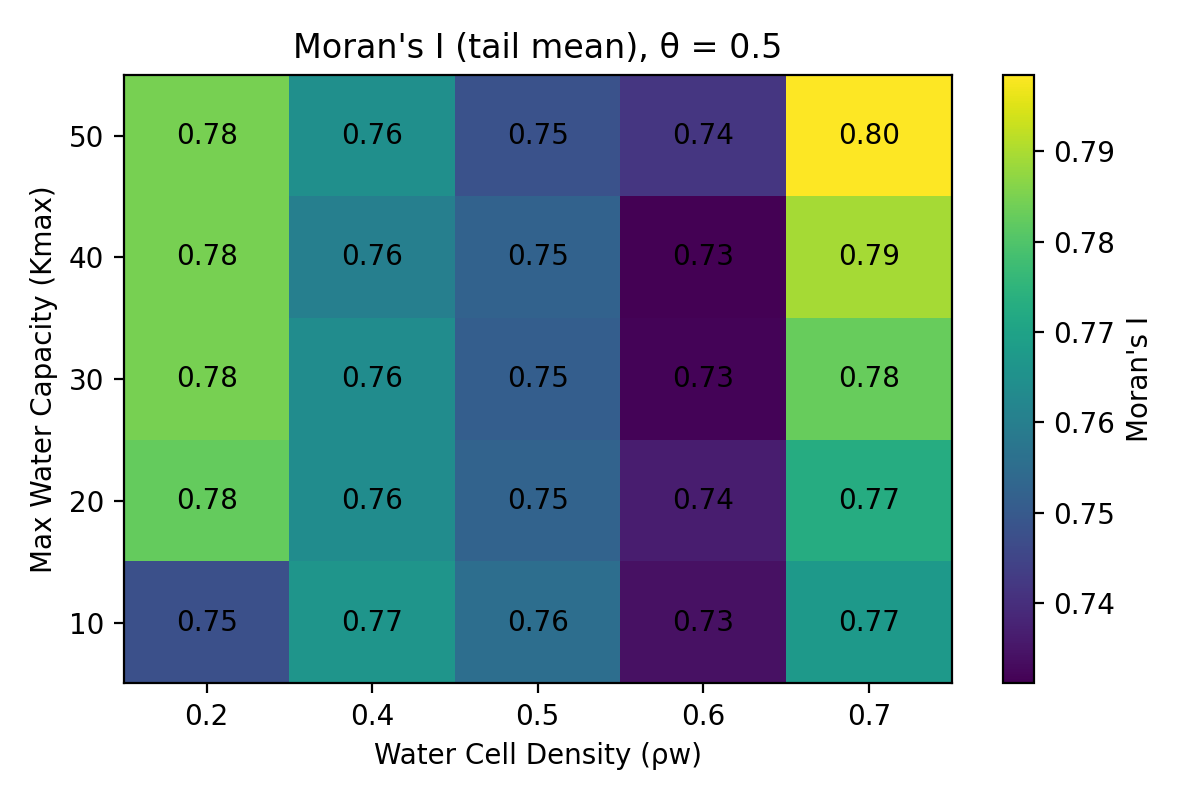 Moran's I (tail mean), θ = 0.5
Max Water Capacity (Kmax)
50 0.78 0.76 0.75 0.74 0.80
40 0.78 0.76 0.75 0.73 0.79
30 0.78 0.76 0.75 0.73 0.78
20 0.78 0.76 0.75 0.74 0.77
10 0.75 0.77 0.76 0.73 0.77
0.2 0.4 0.5 0.6 0.7
Water Cell Density (ρw)
0.79
0.78
0.77
0.76
0.75
0.74
Moran's I